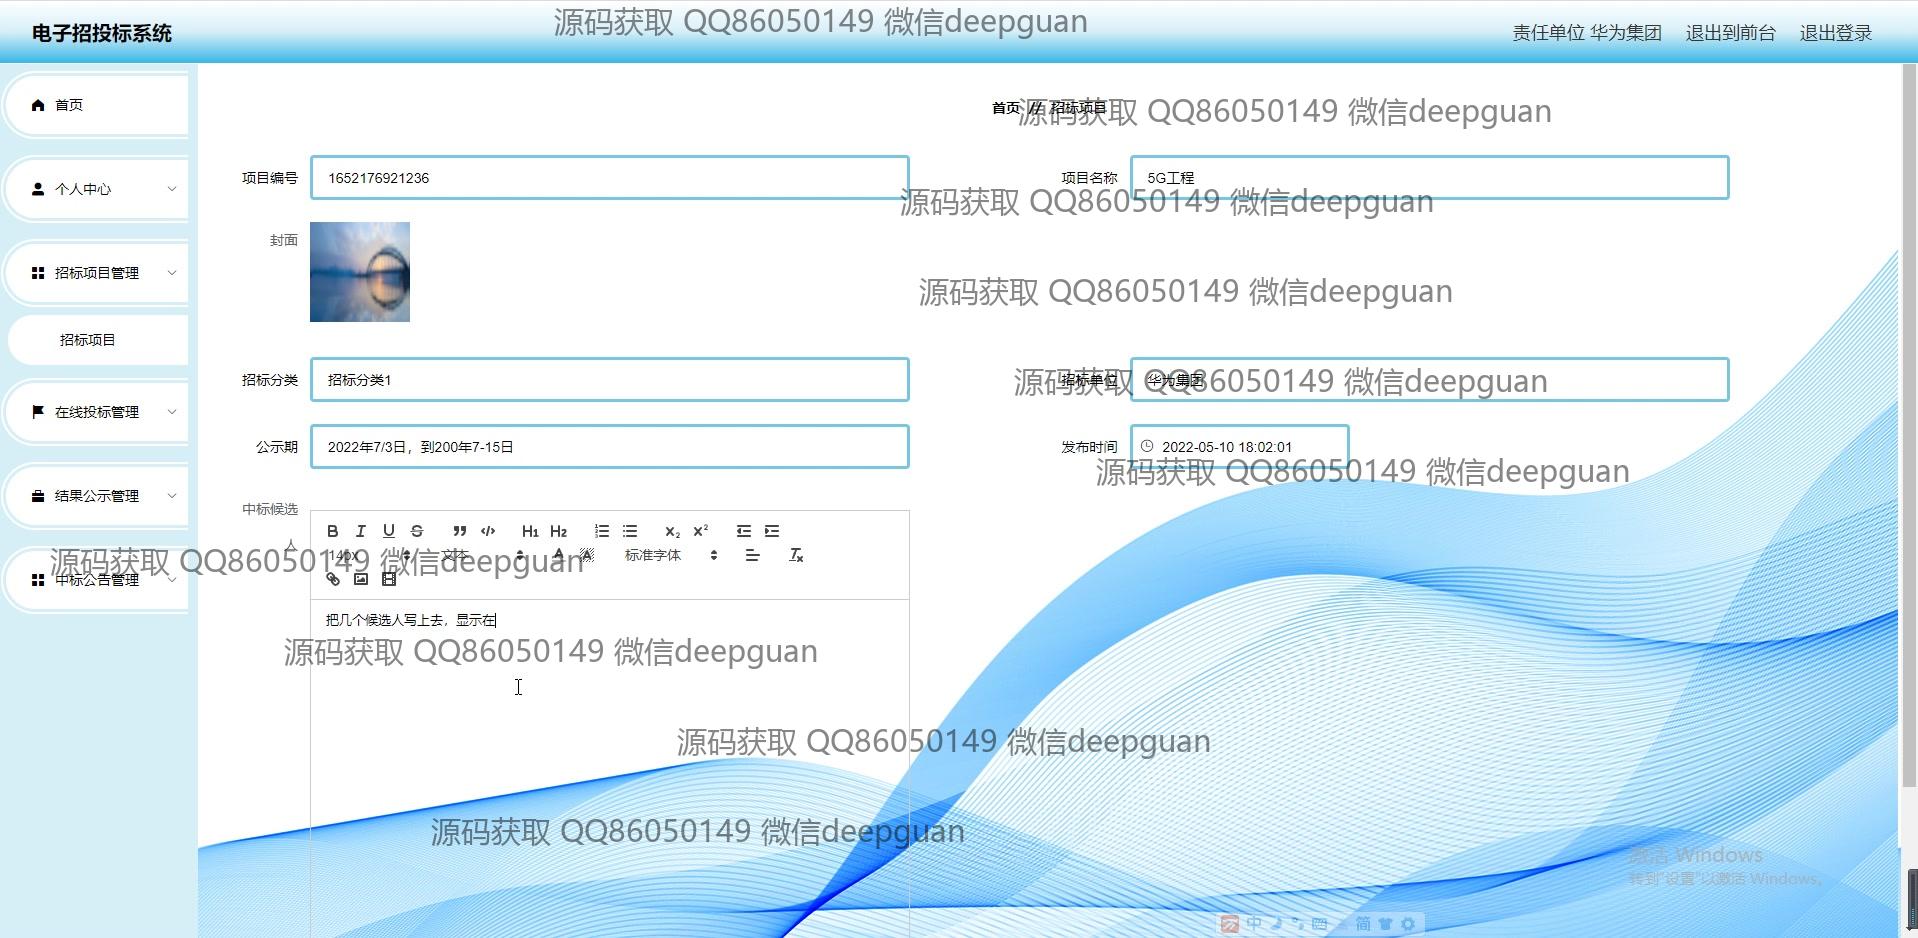 电子招投标系统
源码获取 QQ86050149 微信deepguan
责任单位 华为集团 退出到前台 退出登录
首页
首页 // 招标项目
源码获取 QQ86050149 微信deepguan
项目编号 1652176921236
项目名称 5G工程
个人中心
源码获取 QQ86050149 微信deepguan
封面
招标项目管理
源码获取 QQ86050149 微信deepguan
招标项目
招标分类 招标分类1
招标单位 华为集团
源码获取 QQ86050149 微信deepguan
在线投标管理
公示期 2022年7/3日，到200年7-15日
发布时间 2022-05-10 18:02:01
源码获取 QQ86050149 微信deepguan
结果公示管理
中标候选
人
B I U S H1 H2 X2 X2
14px 文本 A A 标准字体 Tx
源码获取 QQ86050149 微信deepguan
中标公告管理
把几个候选人写上去，显示在
源码获取 QQ86050149 微信deepguan
源码获取 QQ86050149 微信deepguan
源码获取 QQ86050149 微信deepguan
激活 Windows
转到"设置"以激活 Windows。
中 简